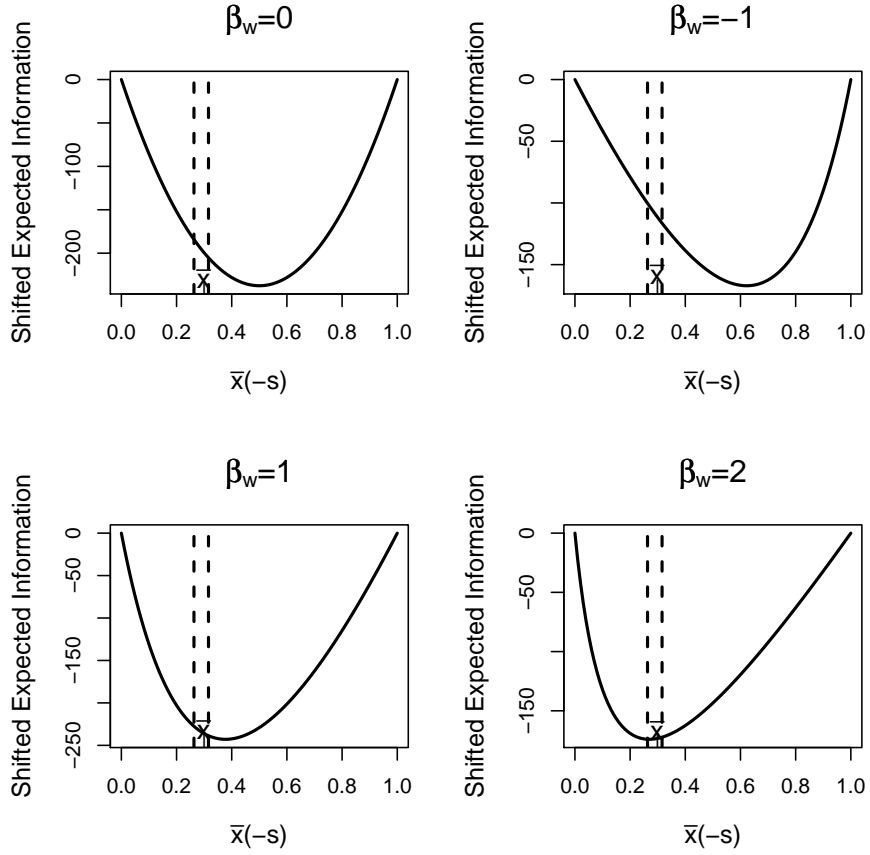 β_w=0
Shifted Expected Information
0
−100
−200
x̄
0.0 0.2 0.4 0.6 0.8 1.0
x̄(−s)
β_w=−1
Shifted Expected Information
0
−50
−150
x̄
0.0 0.2 0.4 0.6 0.8 1.0
x̄(−s)
β_w=1
Shifted Expected Information
0
−50
−150
−250
x̄
0.0 0.2 0.4 0.6 0.8 1.0
x̄(−s)
β_w=2
Shifted Expected Information
0
−50
−150
x̄
0.0 0.2 0.4 0.6 0.8 1.0
x̄(−s)